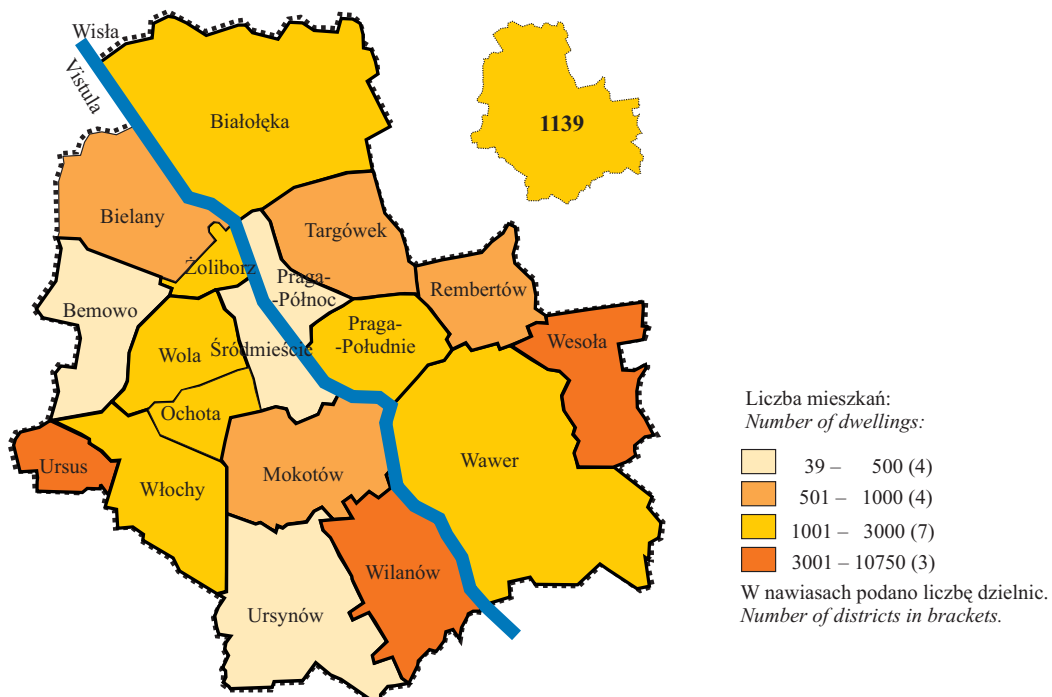 Wisła
Vistula
Białołęka
1139
Bielany
Targówek
Żoliborz
Praga-
-Północ
Rembertów
Bemowo
Praga-
-Południe
Wesoła
Wola
Śródmieście
Ochota
Ursus
Włochy
Mokotów
Wawer
Wilanów
Ursynów
Liczba mieszkań:
Number of dwellings:
39 – 500 (4)
501 – 1000 (4)
1001 – 3000 (7)
3001 – 10750 (3)
W nawiasach podano liczbę dzielnic.
Number of districts in brackets.